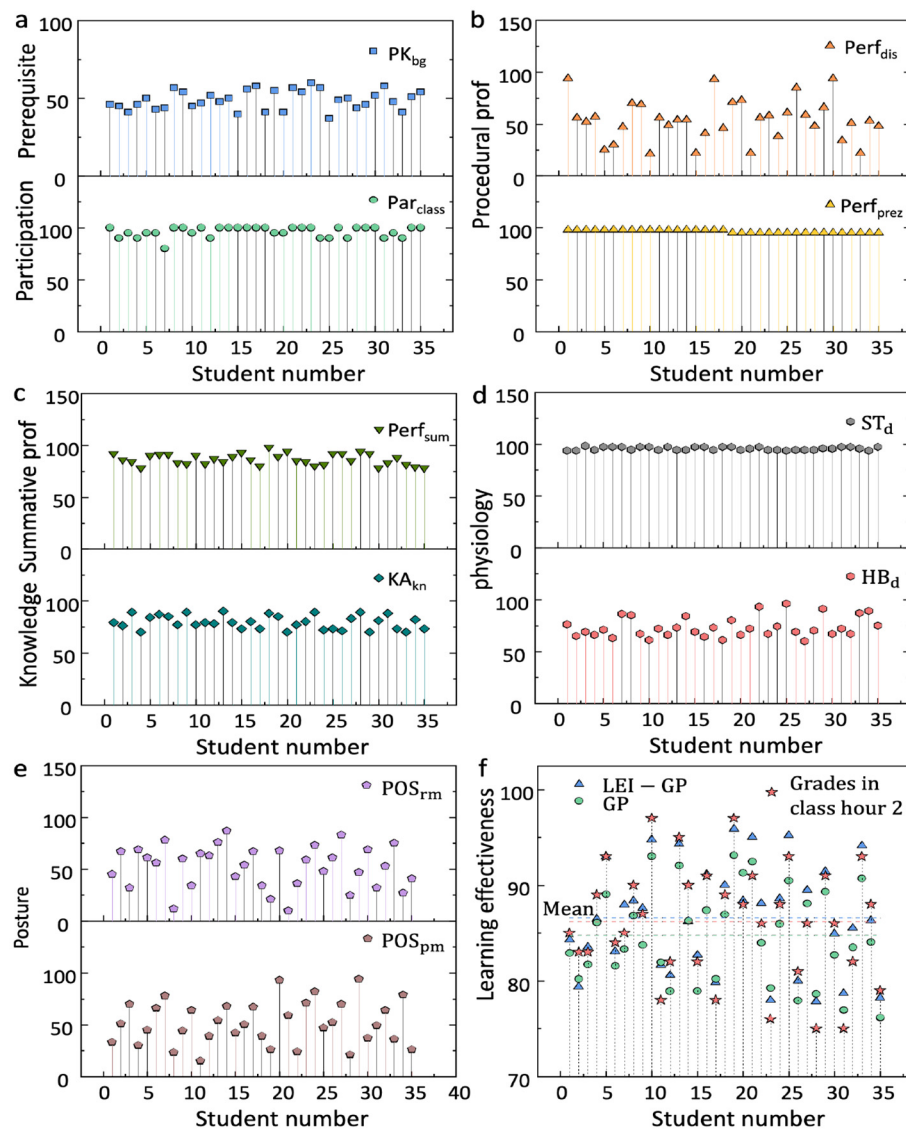 a
100
50
0
Prerequisite
PK_bg
100
50
0
Participation
Par_class
0 5 10 15 20 25 30 35
Student number
b
150
100
50
0
Procedural prof
Perf_dis
100
50
0
Perf_prez
0 5 10 15 20 25 30 35
Student number
c
150
100
50
0
Knowledge Summative prof
Perf_sum
100
50
0
KA_kn
0 5 10 15 20 25 30 35
Student number
d
150
100
50
0
physiology
ST_d
100
50
0
HB_d
0 5 10 15 20 25 30 35
Student number
e
150
100
50
0
Posture
POS_rm
100
50
0
POS_pm
0 5 10 15 20 25 30 35 40
Student number
f
100
90
80
70
Learning effectiveness
LEI – GP
GP
Grades in
class hour 2
Mean
0 5 10 15 20 25 30 35
Student number